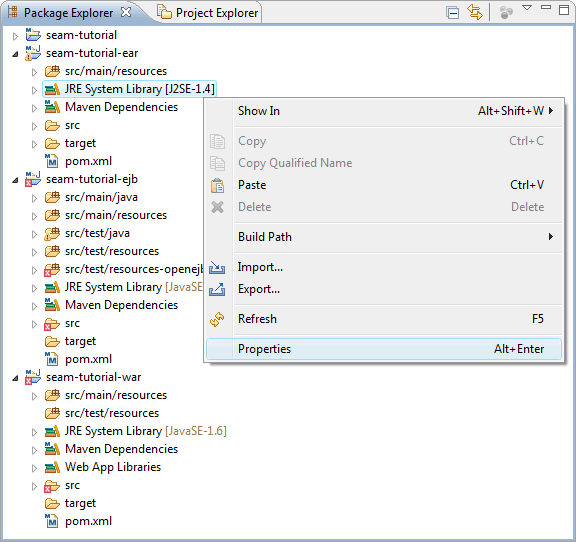 Package Explorer
Project Explorer
seam-tutorial
seam-tutorial-ear
src/main/resources
JRE System Library [J2SE-1.4]
Maven Dependencies
src
target
pom.xml
seam-tutorial-ejb
src/main/java
src/main/resources
src/test/java
src/test/resources
src/test/resources-openejb
JRE System Library [JavaSE
Maven Dependencies
src
target
pom.xml
seam-tutorial-war
src/main/resources
src/test/resources
JRE System Library [JavaSE-1.6]
Maven Dependencies
Web App Libraries
src
target
pom.xml
Show In Alt+Shift+W
Copy Ctrl+C
Copy Qualified Name
Paste Ctrl+V
Delete Delete
Build Path
Import...
Export...
Refresh F5
Properties Alt+Enter